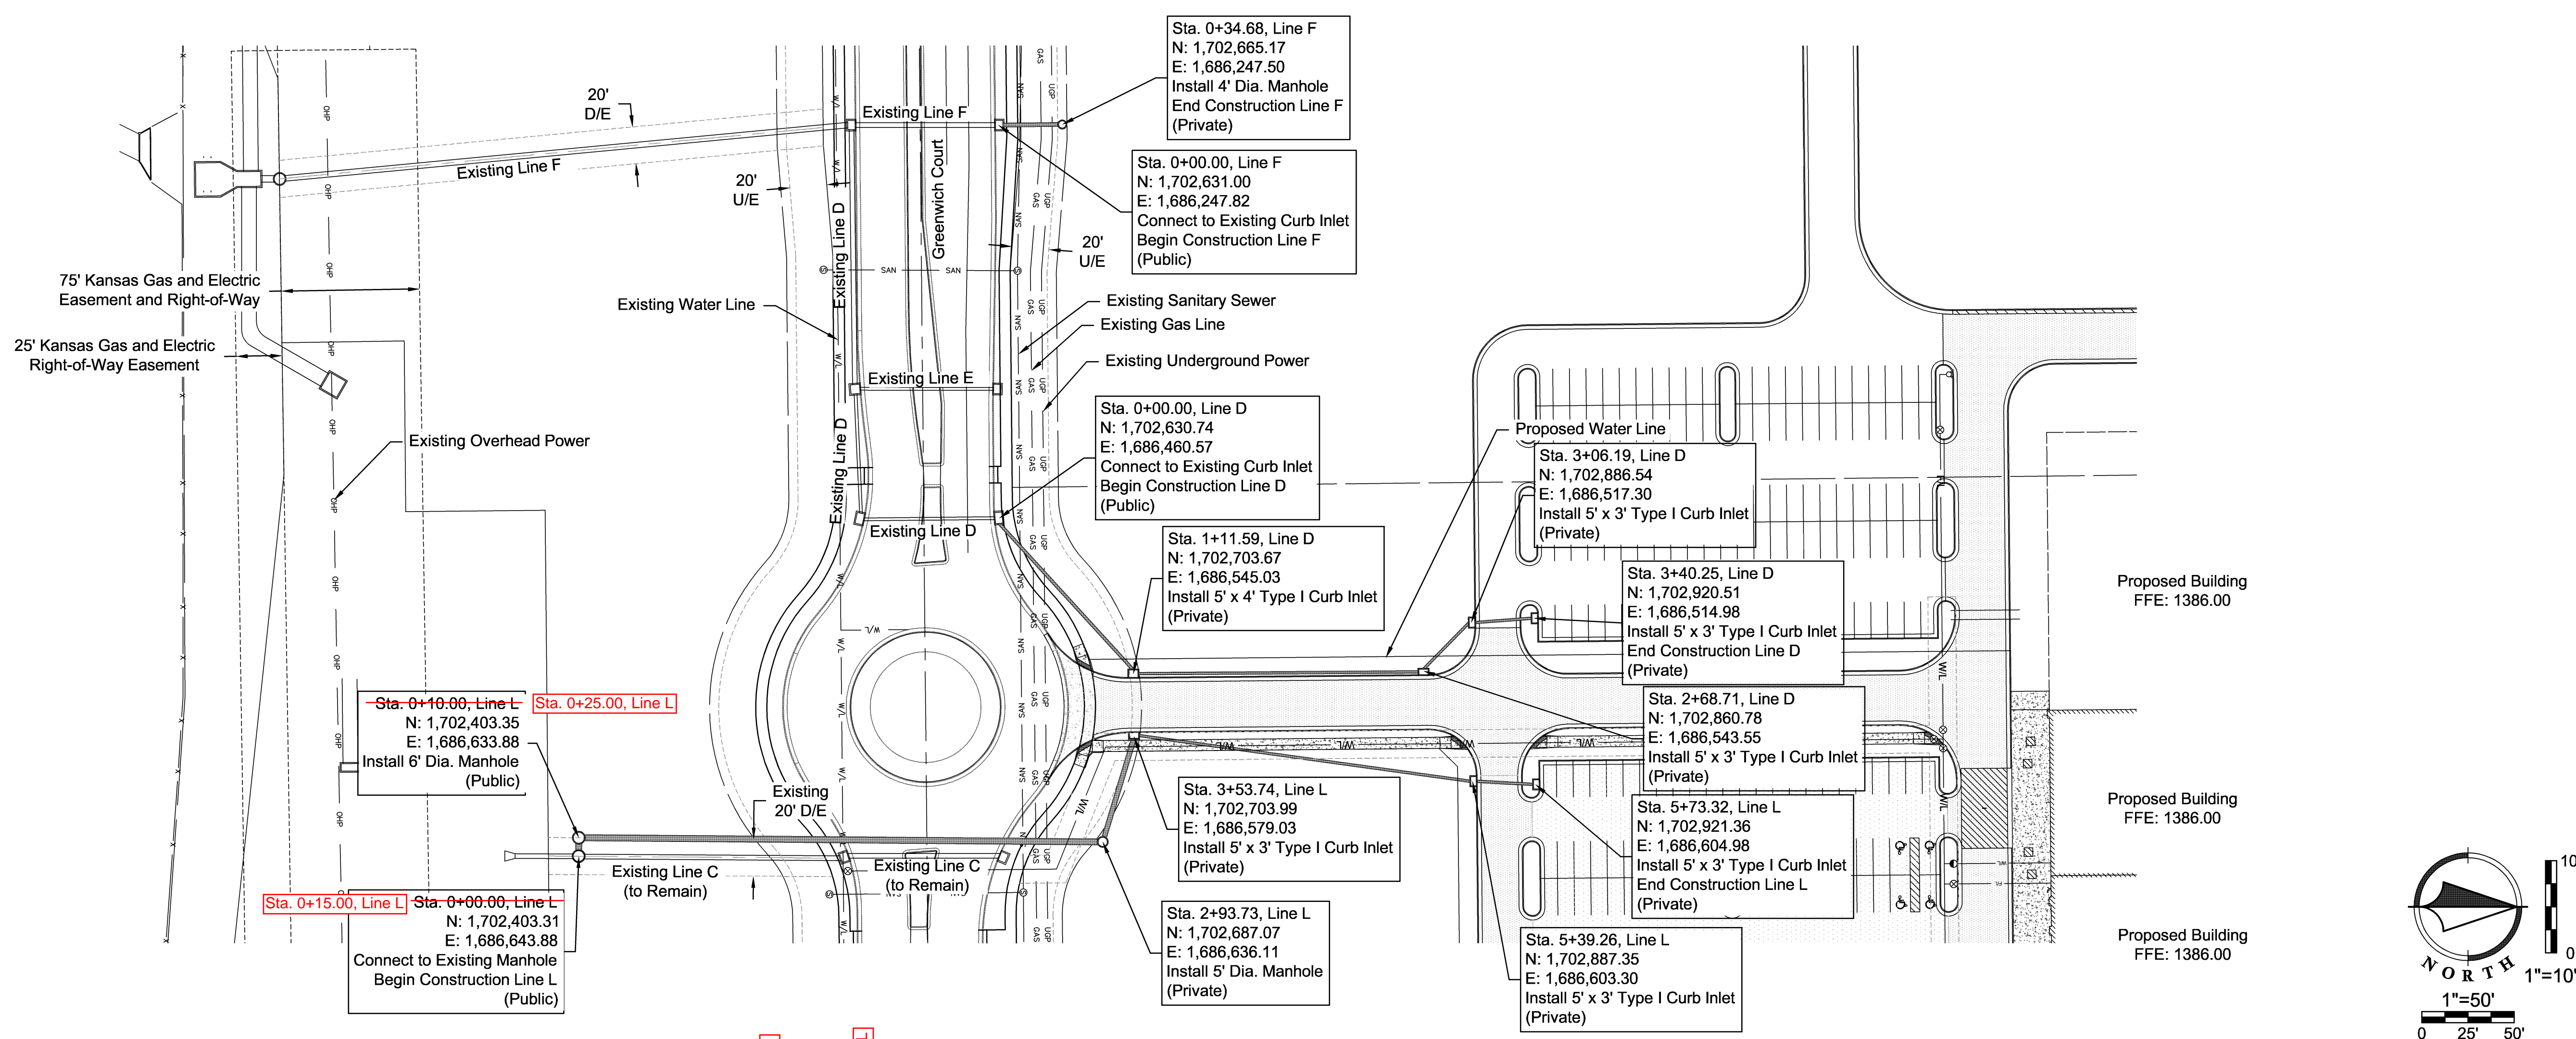 Sta. 0+34.68, Line F
N: 1,702,665.17
E: 1,686,247.50
Install 4' Dia. Manhole
End Construction Line F
(Private)
20'
D/E
Existing Line F
Existing Line F
Greenwich Court
Sta. 0+00.00, Line F
N: 1,702,631.00
E: 1,686,247.82
Connect to Existing Curb Inlet
Begin Construction Line F
(Public)
20'
U/E
20'
U/E
Existing Line D
75' Kansas Gas and Electric
Easement and Right-of-Way
25' Kansas Gas and Electric
Right-of-Way Easement
Existing Water Line
Existing Sanitary Sewer
Existing Gas Line
Existing Underground Power
Existing Line E
Existing Overhead Power
Existing Line D
Existing Line D
Sta. 0+00.00, Line D
N: 1,702,630.74
E: 1,686,460.57
Connect to Existing Curb Inlet
Begin Construction Line D
(Public)
Proposed Water Line
Sta. 3+06.19, Line D
N: 1,702,886.54
E: 1,686,517.30
Install 5' x 3' Type I Curb Inlet
(Private)
Sta. 1+11.59, Line D
N: 1,702,703.67
E: 1,686,545.03
Install 5' x 4' Type I Curb Inlet
(Private)
Sta. 3+40.25, Line D
N: 1,702,920.51
E: 1,686,514.98
Install 5' x 3' Type I Curb Inlet
End Construction Line D
(Private)
Proposed Building
FFE: 1386.00
Sta. 0+10.00, Line L
Sta. 0+25.00, Line L
N: 1,702,403.35
E: 1,686,633.88
Install 6' Dia. Manhole
(Public)
Sta. 2+68.71, Line D
N: 1,702,860.78
E: 1,686,543.55
Install 5' x 3' Type I Curb Inlet
(Private)
Existing
20' D/E
Sta. 3+53.74, Line L
N: 1,702,703.99
E: 1,686,579.03
Install 5' x 3' Type I Curb Inlet
(Private)
Sta. 5+73.32, Line L
N: 1,702,921.36
E: 1,686,604.98
Install 5' x 3' Type I Curb Inlet
End Construction Line L
(Private)
Proposed Building
FFE: 1386.00
Existing Line C
(to Remain)
Existing Line C
(to Remain)
Sta. 0+15.00, Line L
Sta. 0+00.00, Line L
N: 1,702,403.31
E: 1,686,643.88
Connect to Existing Manhole
Begin Construction Line L
(Public)
Sta. 2+93.73, Line L
N: 1,702,687.07
E: 1,686,636.11
Install 5' Dia. Manhole
(Private)
Sta. 5+39.26, Line L
N: 1,702,887.35
E: 1,686,603.30
Install 5' x 3' Type I Curb Inlet
(Private)
Proposed Building
FFE: 1386.00
NORTH
10
0
1"=10'
1"=50'
0 25' 50'
OHP
SAN
GAS
UGP
W/L